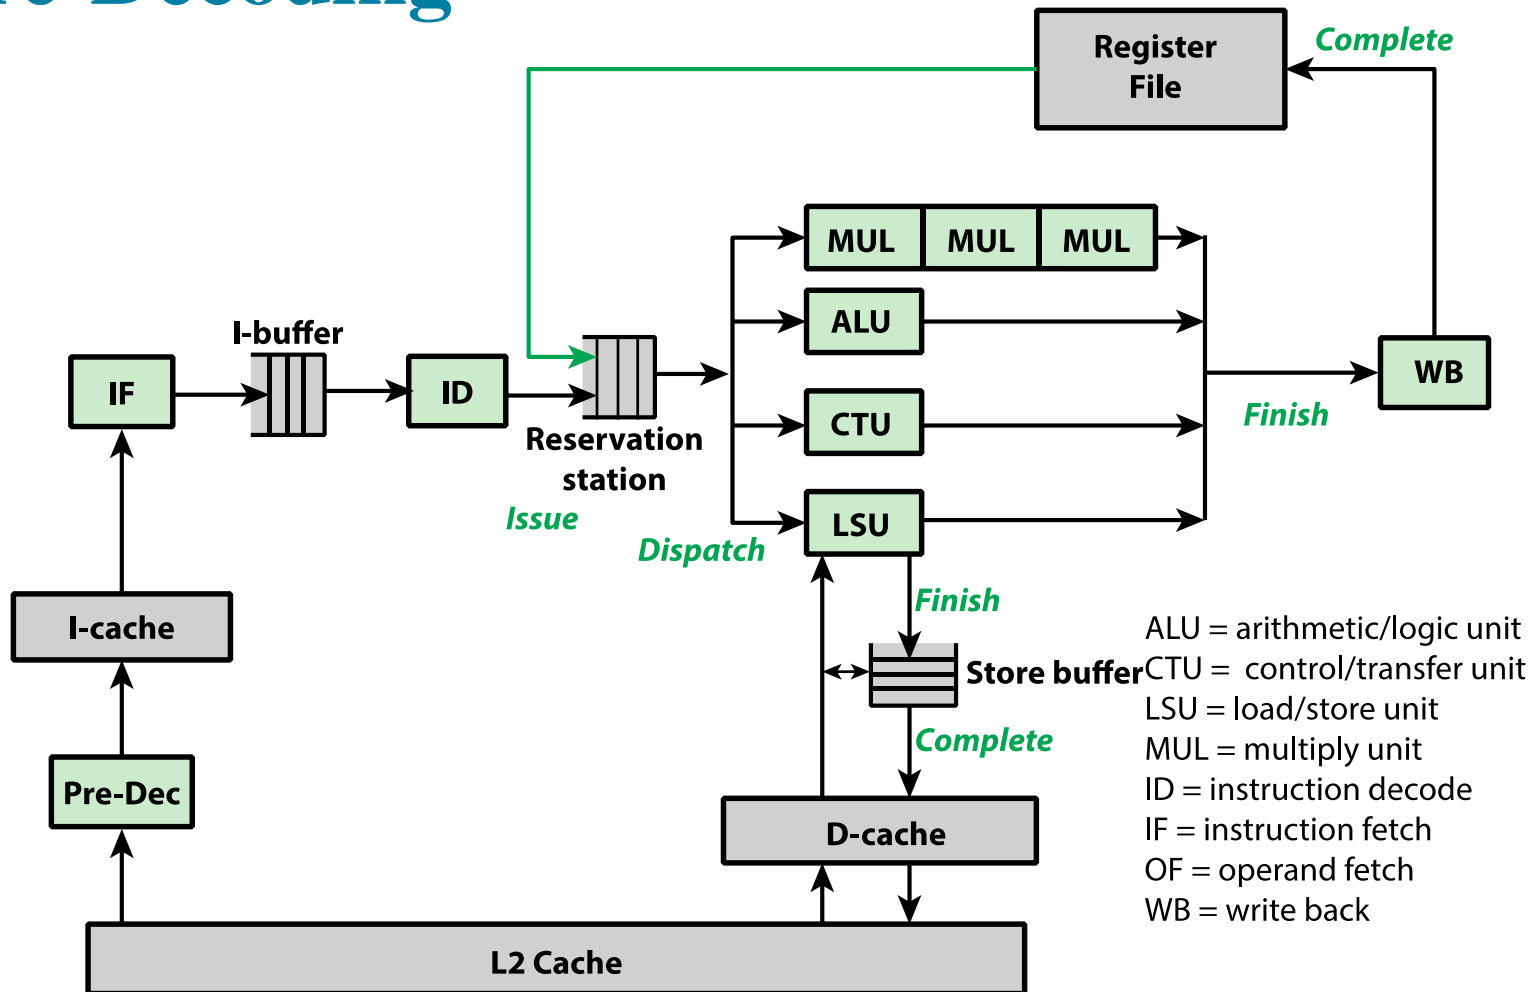 Decoding
Register
File
Complete
MUL MUL MUL
I-buffer
ALU
IF
ID
WB
Reservation
station
CTU
Finish
Issue
LSU
Dispatch
Finish
I-cache
Store buffer
Complete
Pre-Dec
D-cache
L2 Cache
ALU = arithmetic/logic unit
CTU = control/transfer unit
LSU = load/store unit
MUL = multiply unit
ID = instruction decode
IF = instruction fetch
OF = operand fetch
WB = write back